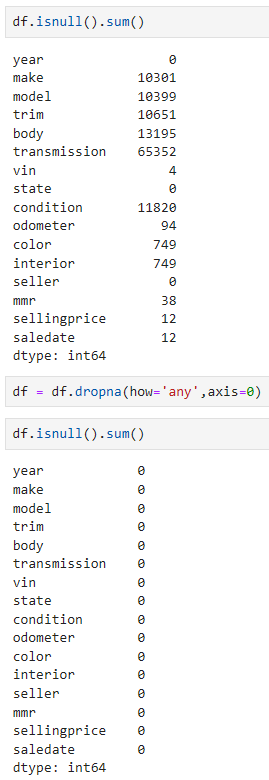 df.isnull().sum()
year 0
make 10301
model 10399
trim 10651
body 13195
transmission 65352
vin 4
state 0
condition 11820
odometer 94
color 749
interior 749
seller 0
mmr 38
sellingprice 12
saledate 12
dtype: int64
df = df.dropna(how='any',axis=0)
df.isnull().sum()
year 0
make 0
model 0
trim 0
body 0
transmission 0
vin 0
state 0
condition 0
odometer 0
color 0
interior 0
seller 0
mmr 0
sellingprice 0
saledate 0
dtype: int64